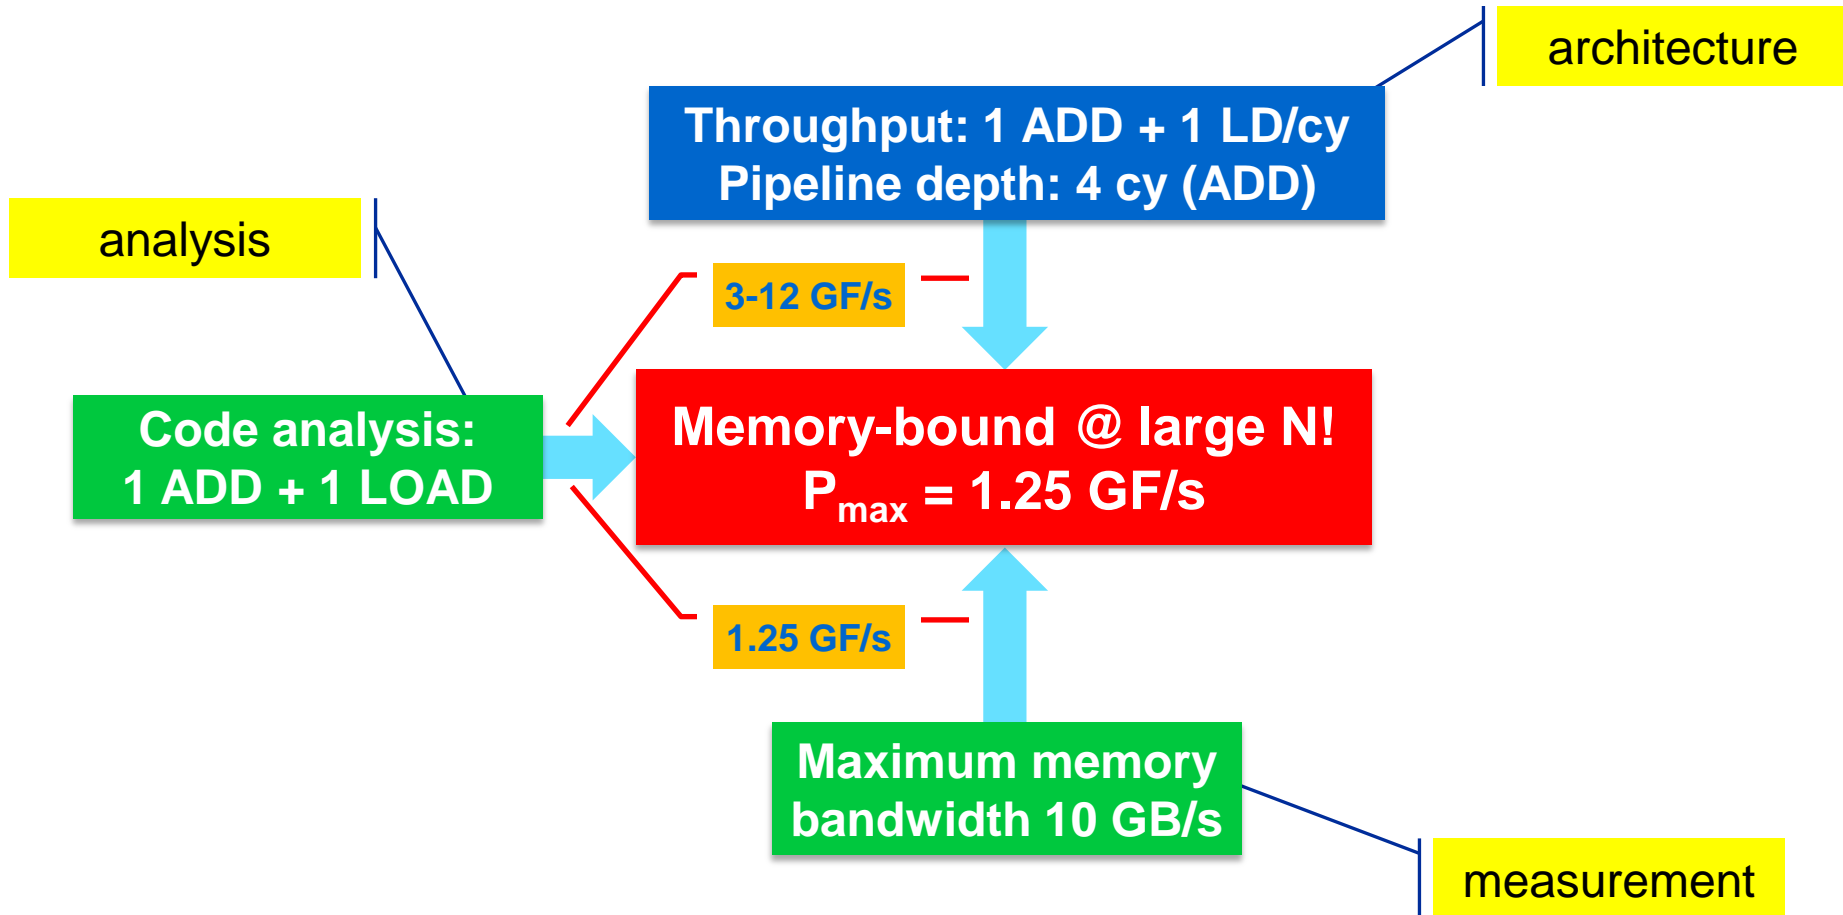 architecture
Throughput: 1 ADD + 1 LD/cy
Pipeline depth: 4 cy (ADD)
analysis
3-12 GF/s
Code analysis:
1 ADD + 1 LOAD
Memory-bound @ large N!
Pmax = 1.25 GF/s
1.25 GF/s
Maximum memory
bandwidth 10 GB/s
measurement